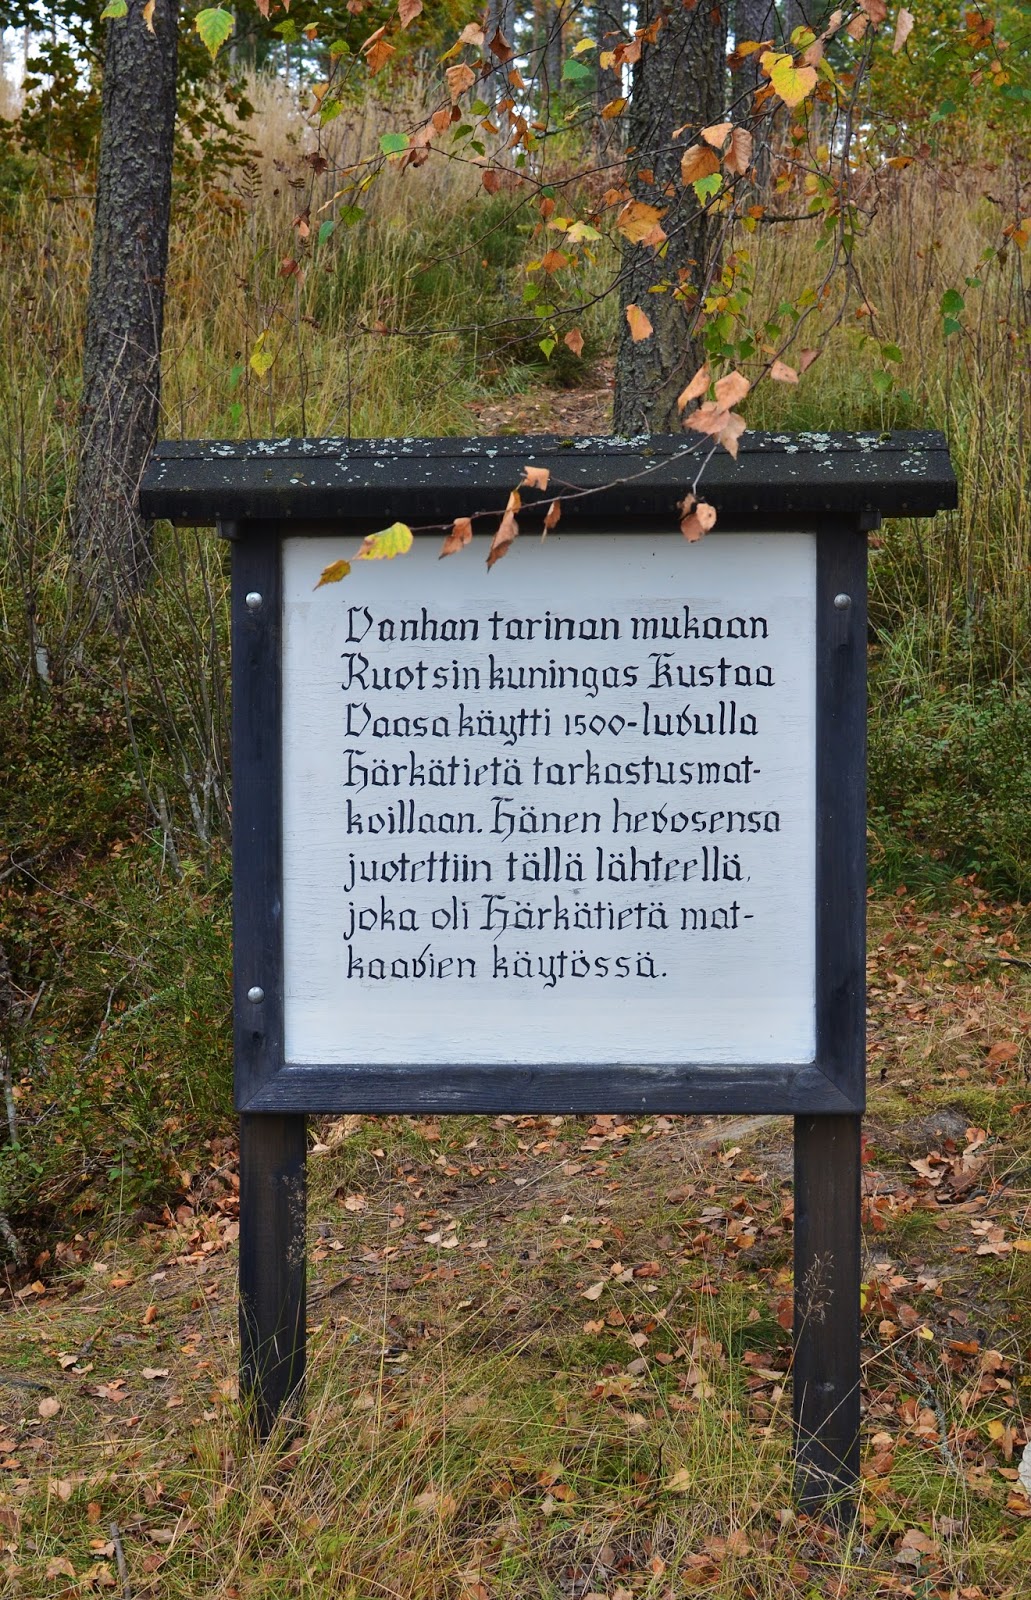 Vanhan tarinan mukaan
Ruotsin kuningas Kustaa
Vaasa käytti 1500-luvulla
Härkätietä tarkastusmat-
koillaan. Hänen hevosensa
juotettiin tällä lähteellä,
joka oli Härkätietä mat-
kaavien käytössä.